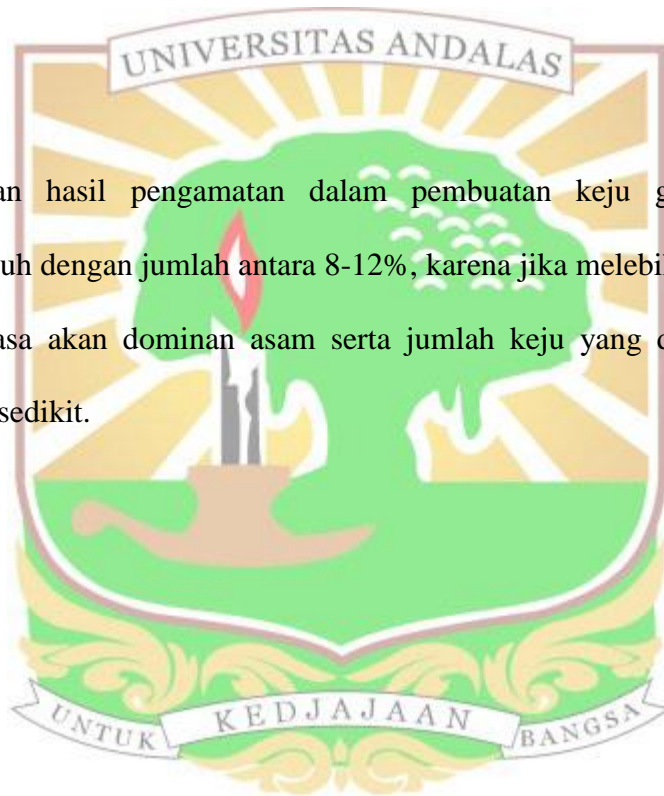 UNIVERSITAS ANDALAS
hasil pengamatan dalam pembuatan keju
dengan jumlah antara 8-12%, karena jika
akan dominan asam serta jumlah keju yang
sedikit.
UNTUK KEDJAJAAN BANGSA